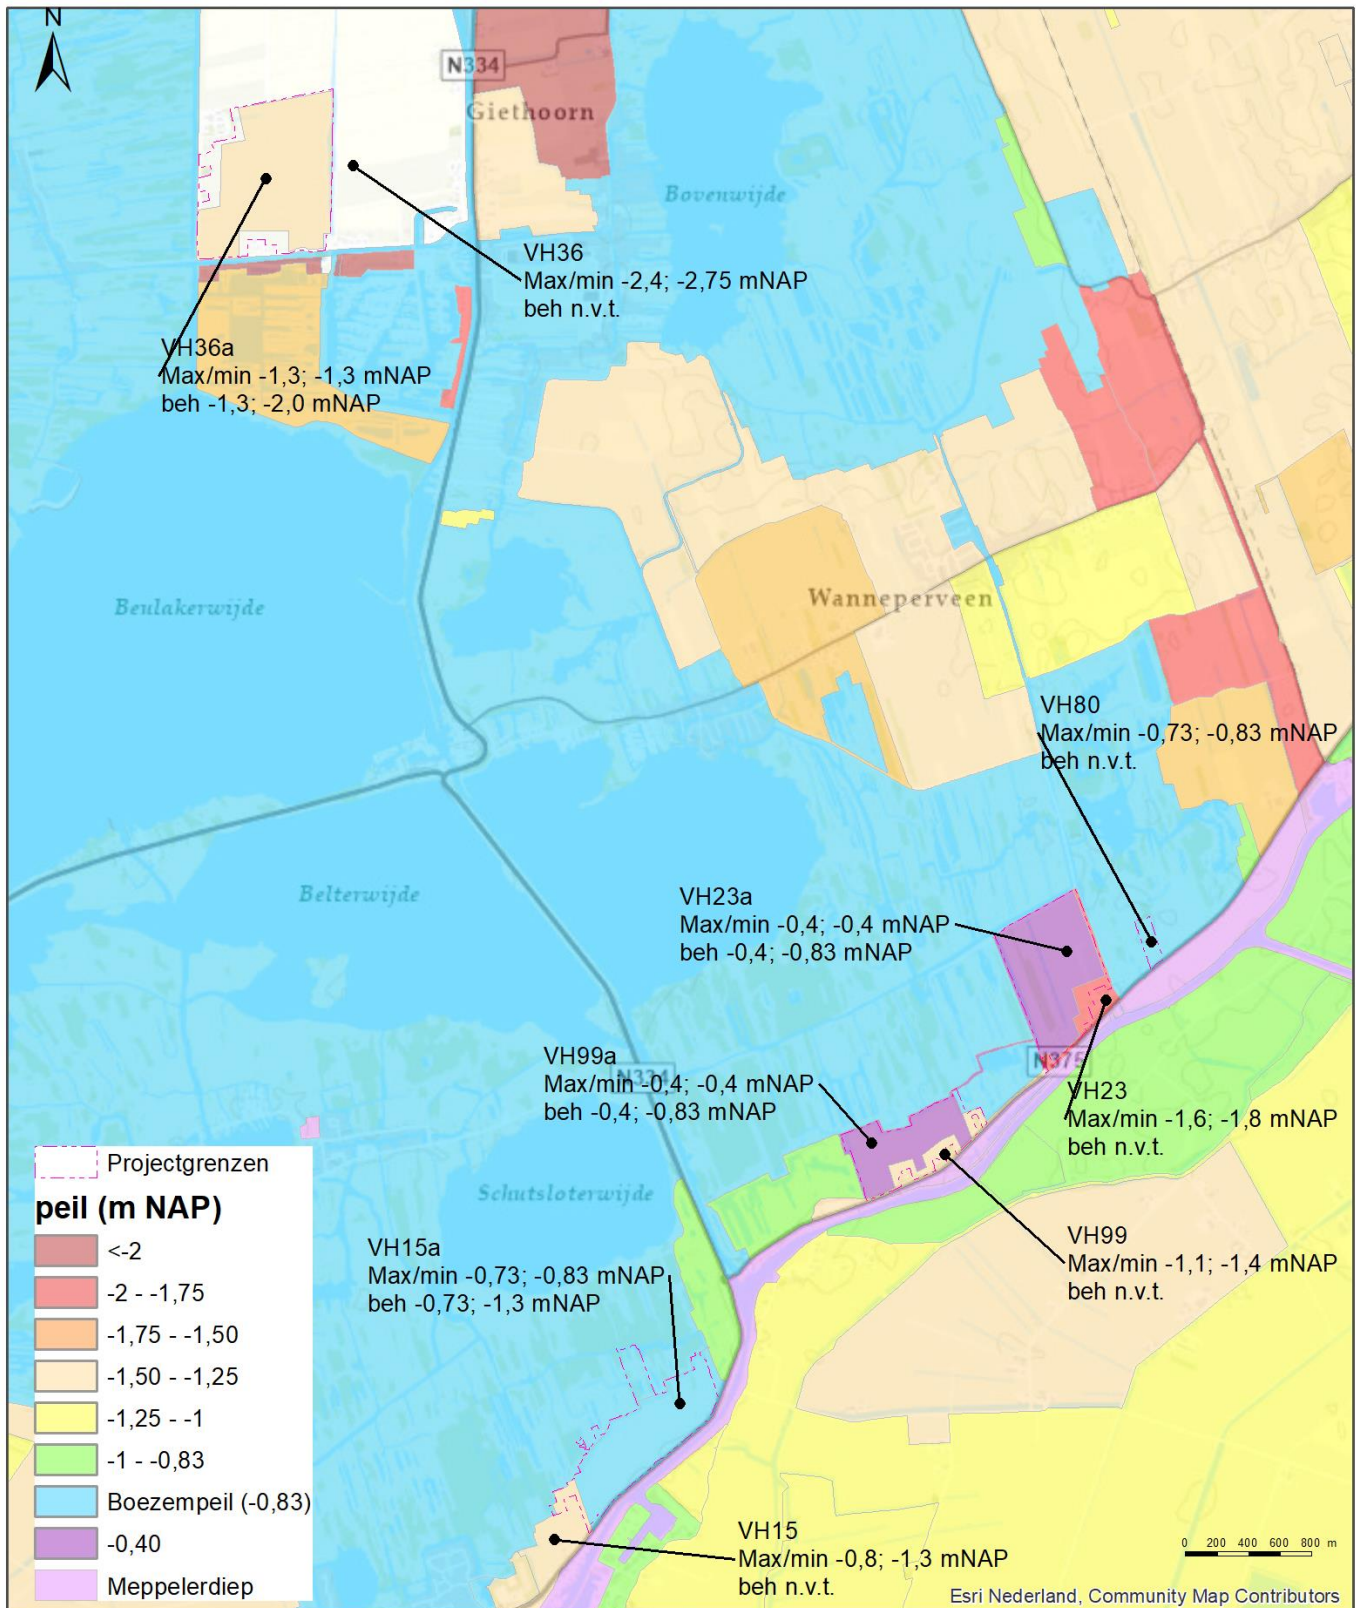 N
N334
Giethoorn
Bovenwijde
VH36
Max/min -2,4; -2,75 mNAP
beh n.v.t.
VH36a
Max/min -1,3; -1,3 mNAP
beh -1,3; -2,0 mNAP
Beulakerwijde
Wanneperveen
VH80
Max/min -0,73; -0,83 mNAP
beh n.v.t.
Belterwijde
VH23a
Max/min -0,4; -0,4 mNAP
beh -0,4; -0,83 mNAP
VH99a
Max/min -0,4; -0,4 mNAP
beh -0,4; -0,83 mNAP
N334
N375
VH23
Max/min -1,6; -1,8 mNAP
beh n.v.t.
Schutsloterwijde
VH99
Max/min -1,1; -1,4 mNAP
beh n.v.t.
VH15a
Max/min -0,73; -0,83 mNAP
beh -0,73; -1,3 mNAP
VH15
Max/min -0,8; -1,3 mNAP
beh n.v.t.
Projectgrenzen
peil (m NAP)
<-2
-2 - -1,75
-1,75 - -1,50
-1,50 - -1,25
-1,25 - -1
-1 - -0,83
Boezempeil (-0,83)
-0,40
Meppelerdiep
0 200 400 600 800 m
Esri Nederland, Community Map Contributors